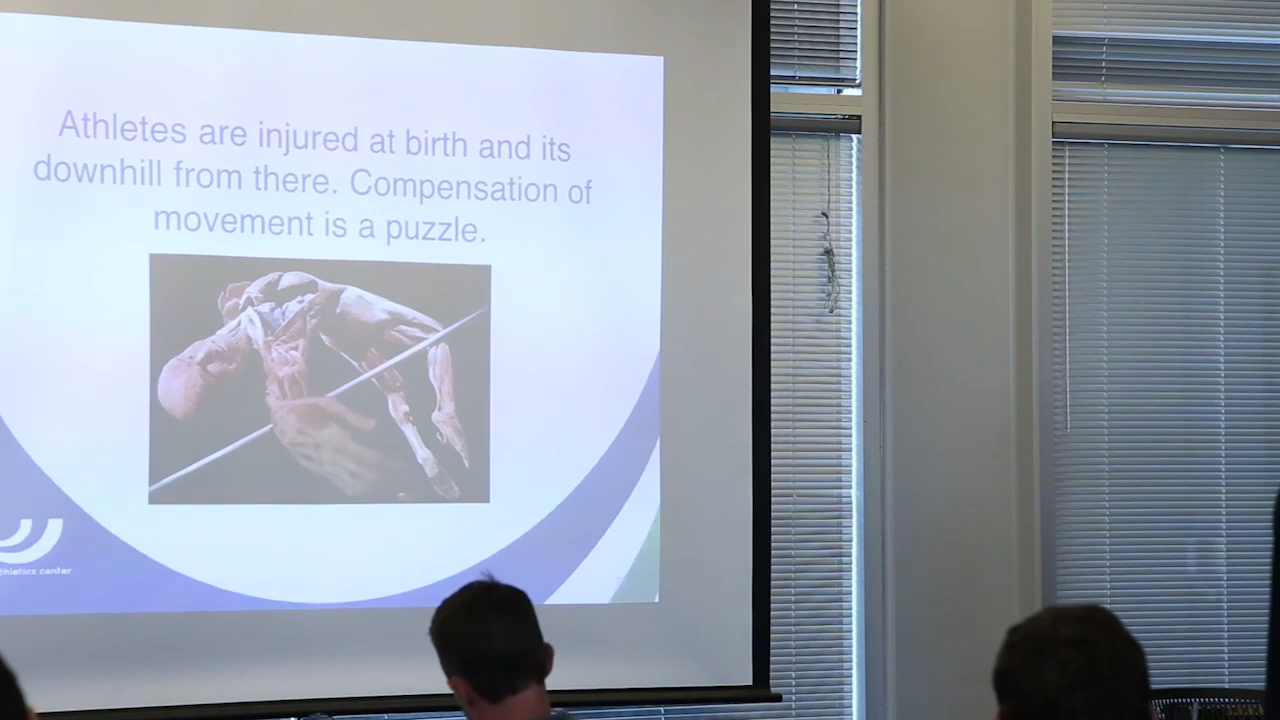 Athletes are injured at birth and its
downhill from there. Compensation of
movement is a puzzle.
thletics center